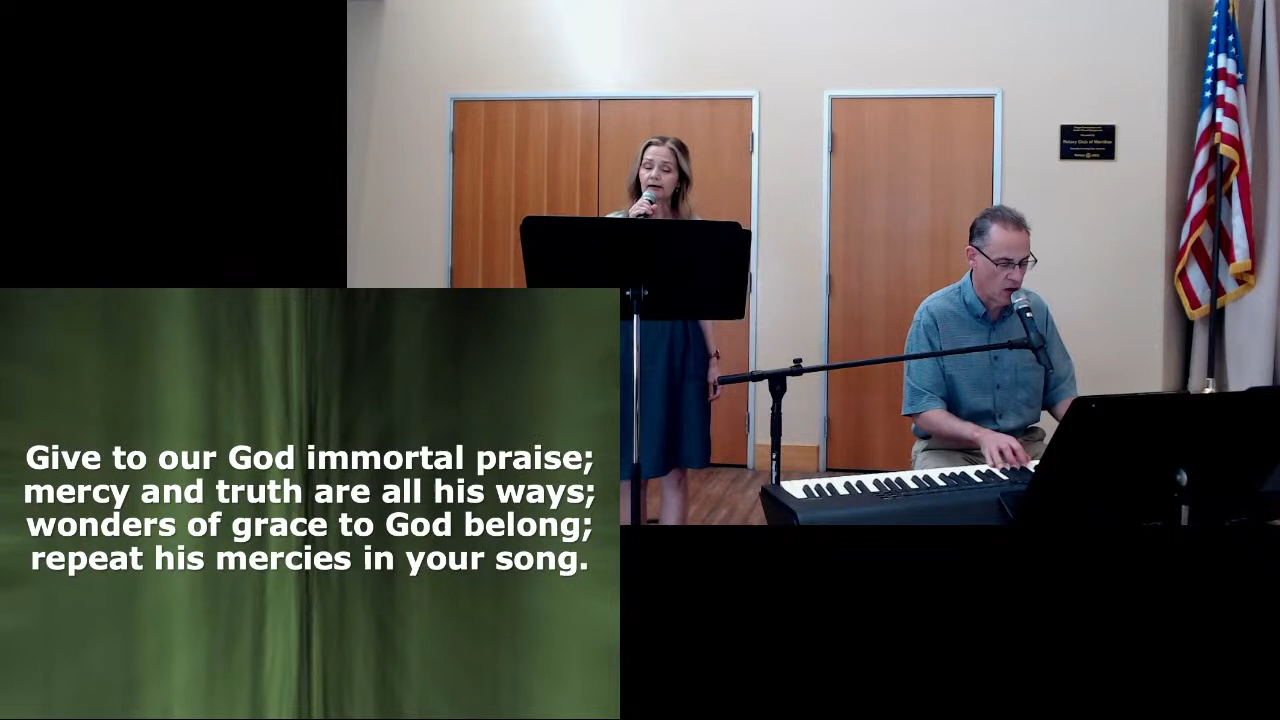 Rotary Club of Meridian
Give to our God immortal praise;
mercy and truth are all his ways;
wonders of grace to God belong;
repeat his mercies in your song.